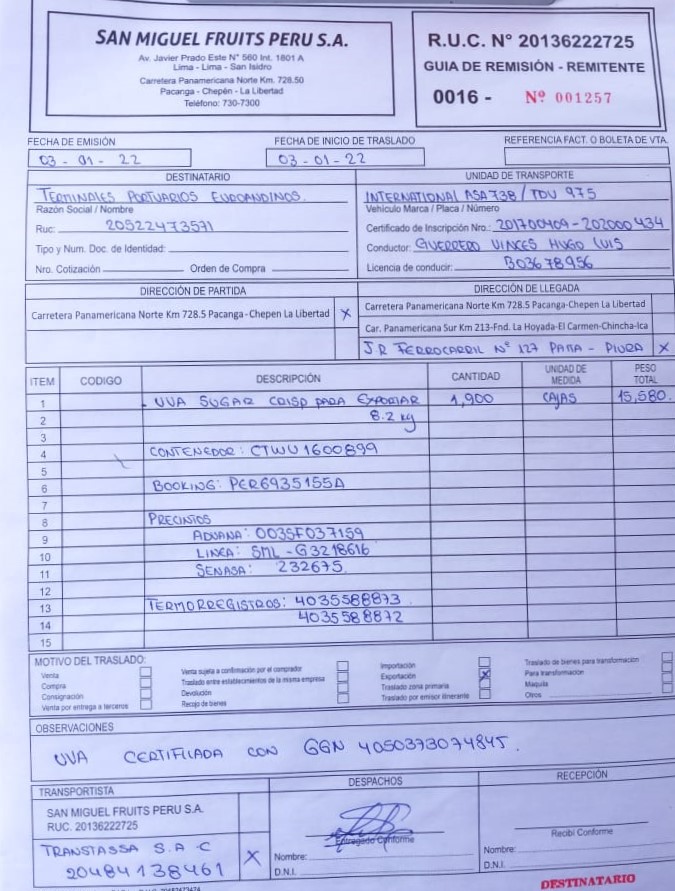 SAN MIGUEL FRUITS PERU S.A.
Av. Javier Prado Este N° 560 Int. 1801 A
Lima - Lima - San Isidro
Carretera Panamericana Norte Km. 728.50
Pacanga - Chepén - La Libertad
Teléfono: 730-7300
R.U.C. N° 20136222725
GUIA DE REMISIÓN - REMITENTE
0016 - Nº 001257
FECHA DE EMISIÓN
03 - 01 - 22
FECHA DE INICIO DE TRASLADO
03 - 01 - 22
REFERENCIA FACT. O BOLETA DE VTA.
DESTINATARIO
TERMINALES PORTUARIOS EUROANDINOS.
Razón Social / Nombre
Ruc: 20522473571
Tipo y Num. Doc. de Identidad:
Nro. Cotización Orden de Compra
UNIDAD DE TRANSPORTE
INTERNATIONAL ASA738 / TDU 975
Vehículo Marca / Placa / Número
Certificado de Inscripción Nro.: 201700409 - 202000434
Conductor: GUERRERO VINCES HUGO LUIS
Licencia de conducir: B03678956
DIRECCIÓN DE PARTIDA
Carretera Panamericana Norte Km 728.5 Pacanga-Chepen La Libertad X
DIRECCIÓN DE LLEGADA
Carretera Panamericana Norte Km 728.5 Pacanga-Chepen La Libertad
Car. Panamericana Sur Km 213-Fnd. La Hoyada-El Carmen-Chincha-Ica
J.R FERROCARRIL N° 127 PAITA - PIURA X
ITEM CODIGO DESCRIPCIÓN CANTIDAD UNIDAD DE MEDIDA PESO TOTAL
1 - UVA SUGAR CRISP PARA EXPORTAR 1,900 CAJAS 15,580.
2 8.2 kg
3
4 CONTENEDOR: CTWU 1600899
5
6 BOOKING: PER6935155A
7
8 PRECINTOS
9 ADUANA: 003SF037159
10 LINEA: SML - G3218616
11 SENASA: 232675.
12
13 TERMORREGISTROS: 4035588873
14 4035588872
15
MOTIVO DEL TRASLADO:
Venta
Compra
Consignación
Venta por entrega a terceros
Venta sujeta a confirmación por el comprador
Traslado entre establecimientos de la misma empresa
Devolución
Recojo de bienes
Importación
Exportación X
Traslado zona primaria
Traslado por emisor itinerante
Traslado de bienes para transformación
Para transformación
Maquila
Otros
OBSERVACIONES
UVA CERTIFICADA CON GGN 4050373074845.
TRANSPORTISTA
SAN MIGUEL FRUITS PERU S.A.
RUC. 20136222725
TRANSTASSA S.A.C
20484138461 X
DESPACHOS
Entregado Conforme
Nombre:
D.N.I.
RECEPCIÓN
Recibí Conforme
Nombre:
D.N.I.
DESTINATARIO